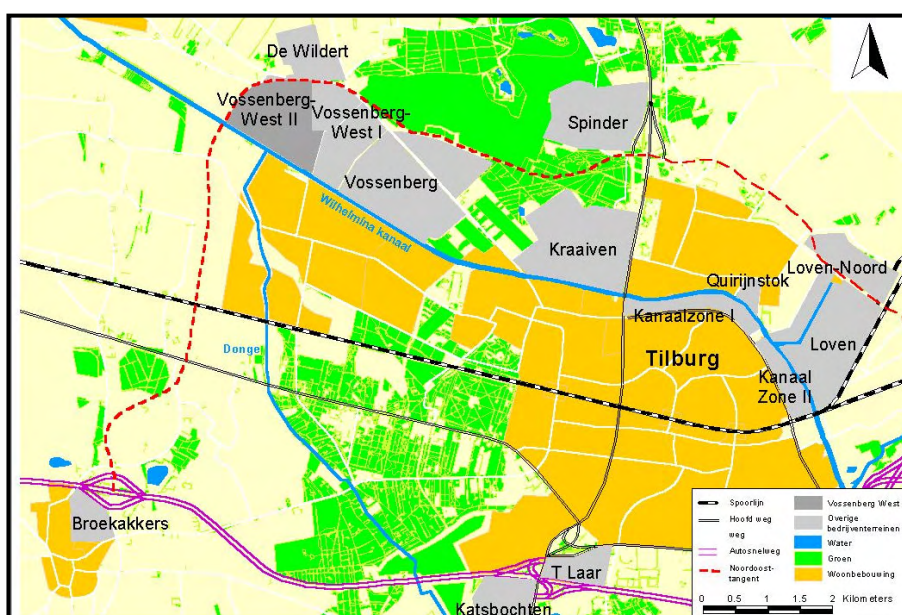 De Wildert
Vossenberg-
West II
Vossenberg-
West I
Spinder
Vossenberg
Wilhelmina kanaal
Kraaiven
Loven-Noord
Quirijnstok
Kanaalzone I
Loven
Donge
Tilburg
Kanaal
Zone II
Broekakkers
T Laar
Katsbochten
Spoorlijn
Hoofd weg
weg
Autosnelweg
Noordoost-
tangent
Vossenberg West
Overige
bedrijventerreinen
Water
Groen
Woonbebouwing
0 0.5 1 1.5 2 Kilometers